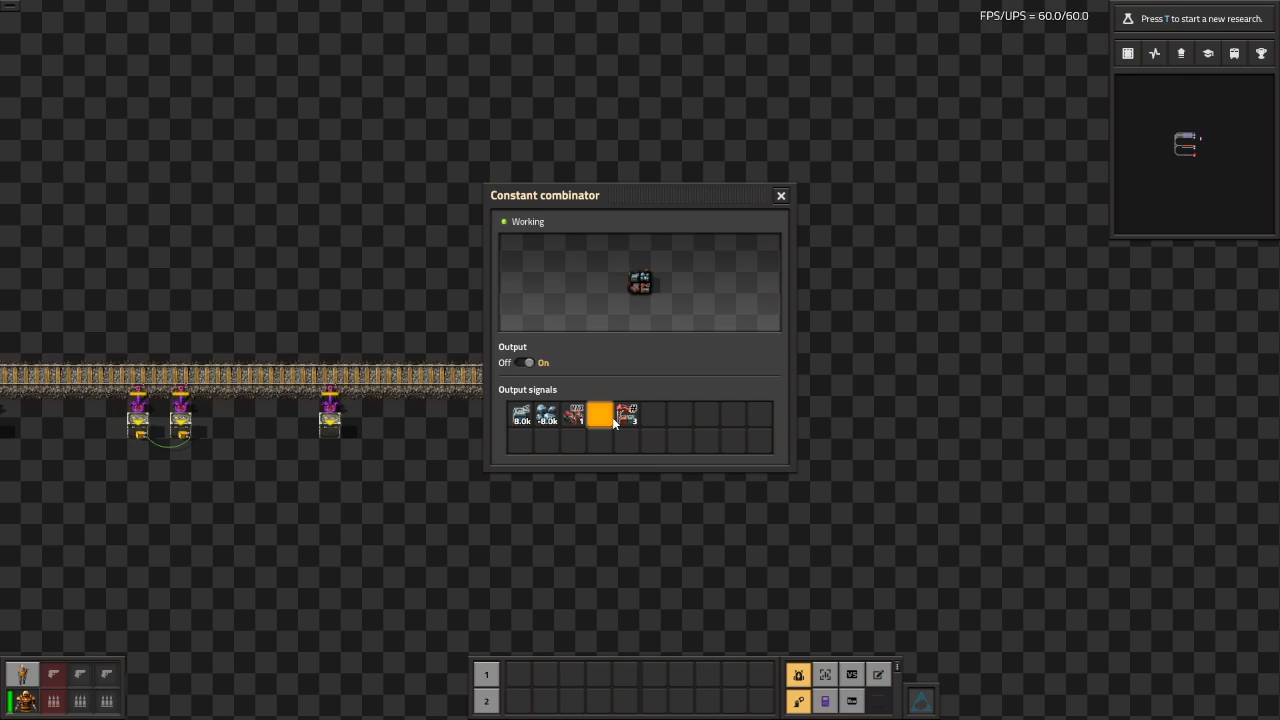 FPS/UPS = 60.0/60.0
Press T to start a new research.
Constant combinator
Working
Output
Off On
Output signals
8.0k -8.0k MAX 1 # 3
1
2